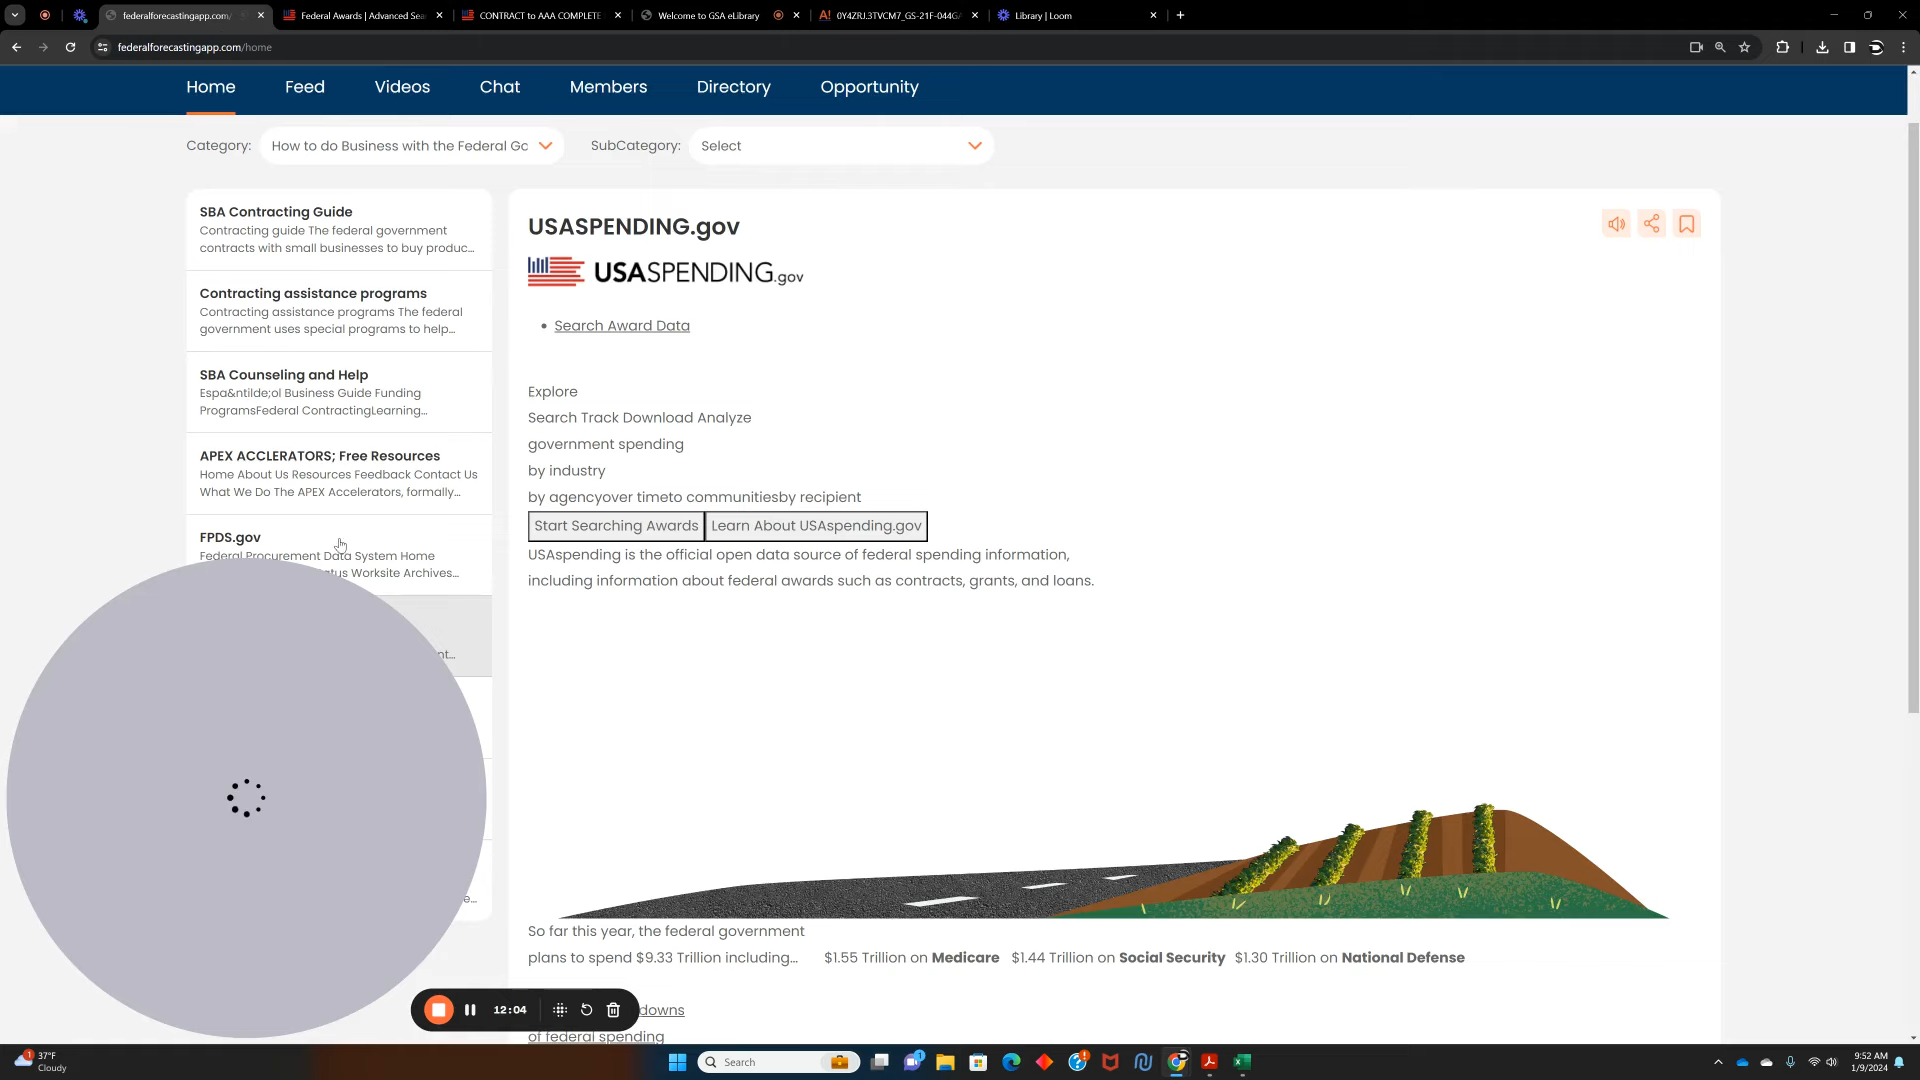 federalforecastingapp.com/
Federal Awards | Advanced Sea
CONTRACT to AAA COMPLETE
Welcome to GSA eLibrary
0Y4ZRJ.3TVCM7_GS-21F-044GA
Library | Loom
federalforecastingapp.com/home
Home
Feed
Videos
Chat
Members
Directory
Opportunity
Category:
How to do Business with the Federal Go
SubCategory:
Select
SBA Contracting Guide
Contracting guide The federal government
contracts with small businesses to buy produc...
Contracting assistance programs
Contracting assistance programs The federal
government uses special programs to help...
SBA Counseling and Help
Espa&ntilde;ol Business Guide Funding
ProgramsFederal ContractingLearning...
APEX ACCLERATORS; Free Resources
Home About Us Resources Feedback Contact Us
What We Do The APEX Accelerators, formally...
FPDS.gov
Federal Procurement Data System Home
tus Worksite Archives...
nt...
e...
USASPENDING.gov
USASPENDING.gov
• Search Award Data
Explore
Search Track Download Analyze
government spending
by industry
by agencyover timeto communitiesby recipient
Start Searching Awards
Learn About USAspending.gov
USAspending is the official open data source of federal spending information,
including information about federal awards such as contracts, grants, and loans.
So far this year, the federal government
plans to spend $9.33 Trillion including... $1.55 Trillion on Medicare $1.44 Trillion on Social Security $1.30 Trillion on National Defense
downs
of federal spending
12:04
1
37°F
Cloudy
Search
1
9:52 AM
1/9/2024